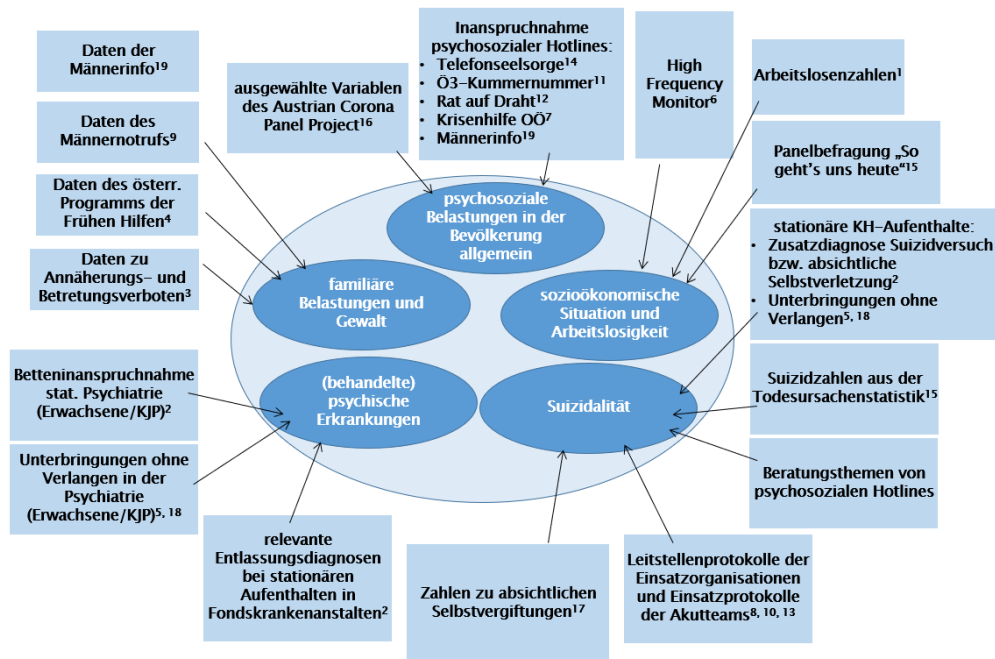 Daten der
Männerinfo¹⁹
Daten des
Männernotrufs⁹
Daten des österr.
Programms der
Frühen Hilfen⁴
Daten zu
Annäherungs- und
Betretungsverboten³
ausgewählte Variablen
des Austrian Corona
Panel Project¹⁶
Inanspruchnahme
psychosozialer Hotlines:
• Telefonseelsorge¹⁴
• Ö3-Kummernummer¹¹
• Rat auf Draht¹²
• Krisenhilfe OÖ⁷
• Männerinfo¹⁹
High
Frequency
Monitor⁶
Arbeitslosenzahlen¹
Panelbefragung „So
geht's uns heute“¹⁵
stationäre KH-Aufenthalte:
• Zusatzdiagnose Suizidversuch
bzw. absichtliche
Selbstverletzung²
• Unterbringungen ohne
Verlangen⁵, ¹⁸
psychosoziale
Belastungen in der
Bevölkerung
allgemein
familiäre
Belastungen und
Gewalt
sozioökonomische
Situation und
Arbeitslosigkeit
(behandelte)
psychische
Erkrankungen
Suizidalität
Betteninanspruchnahme
stat. Psychiatrie
(Erwachsene/KJP)²
Unterbringungen ohne
Verlangen in der
Psychiatrie
(Erwachsene/KJP)⁵, ¹⁸
relevante
Entlassungsdiagnosen
bei stationären
Aufenthalten in
Fondskrankenanstalten²
Zahlen zu absichtlichen
Selbstvergiftungen¹⁷
Leitstellenprotokolle der
Einsatzorganisationen
und Einsatzprotokolle
der Akutteams⁸, ¹⁰, ¹³
Suizidzahlen aus der
Todesursachenstatistik¹⁵
Beratungsthemen von
psychosozialen Hotlines